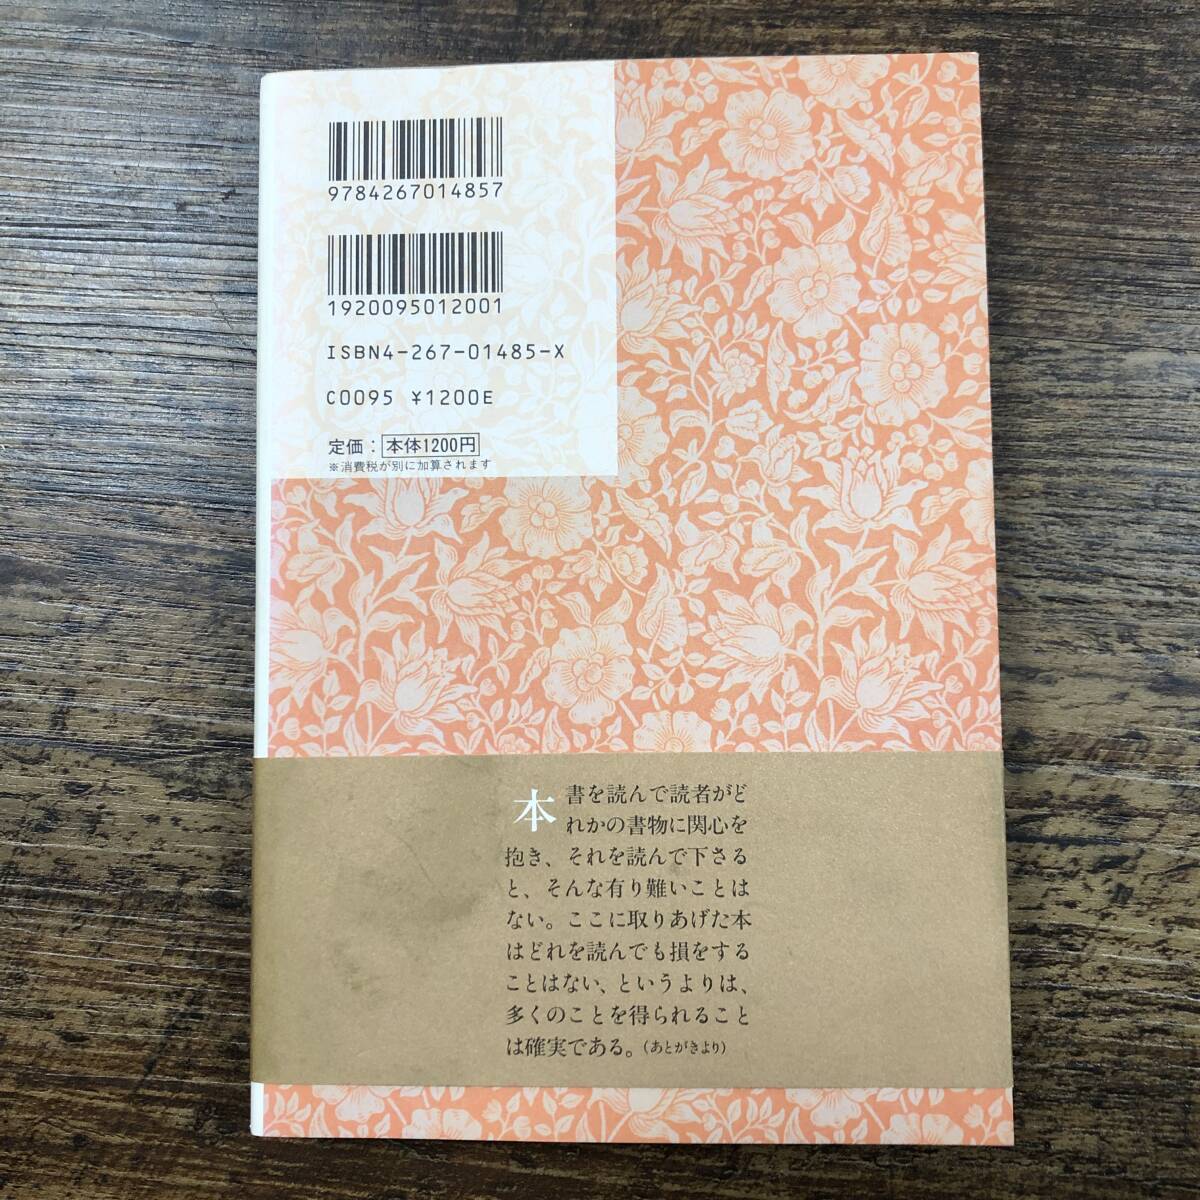 9784267014857
1920095012001
ISBN4-267-01485-X
C0095 ¥1200E
定価：本体1200円
※消費税が別に加算されます
本書を読んで読者がど
れかの書物に関心を
抱き、それを読んで下さる
と、そんな有り難いことは
ない。ここに取りあげた本
はどれを読んでも損をする
ことはない、というよりは、
多くのことを得られること
は確実である。（あとがきより）